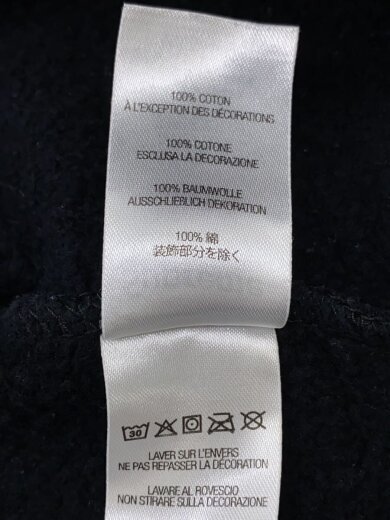 100% COTON
À L'EXCEPTION DES DÉCORATIONS
100% COTONE
ESCLUSA LA DECORAZIONE
100% BAUMWOLLE
AUSSCHLIEßLICH DEKORATION
100% 綿
装飾部分を除く
30
LAVER SUR L'ENVERS
NE PAS REPASSER LA DÉCORATION
LAVARE AL ROVESCIO
NON STIRARE SULLA DECORAZIONE